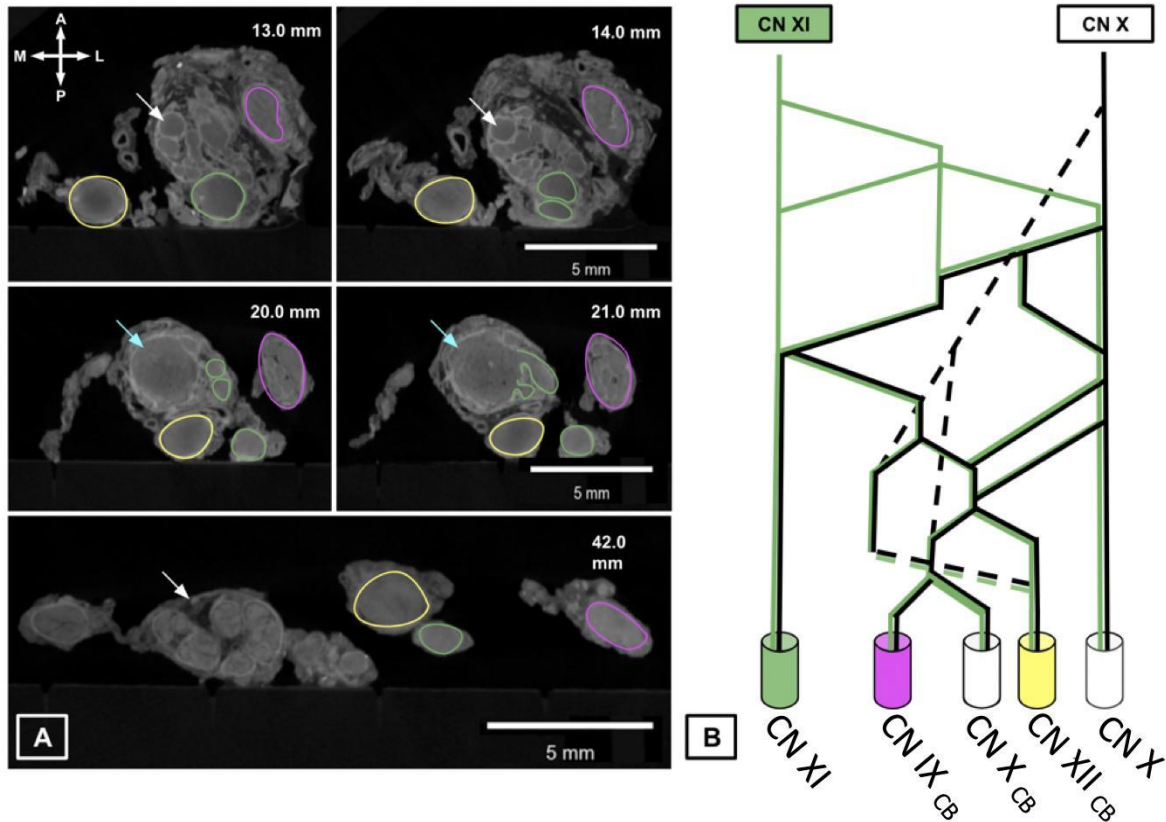 A
M L
P
13.0 mm
14.0 mm
5 mm
20.0 mm
21.0 mm
5 mm
42.0
mm
5 mm
A
CN XI
CN X
B
CN XI
CN IX CB
CN X CB
CN XII CB
CN X